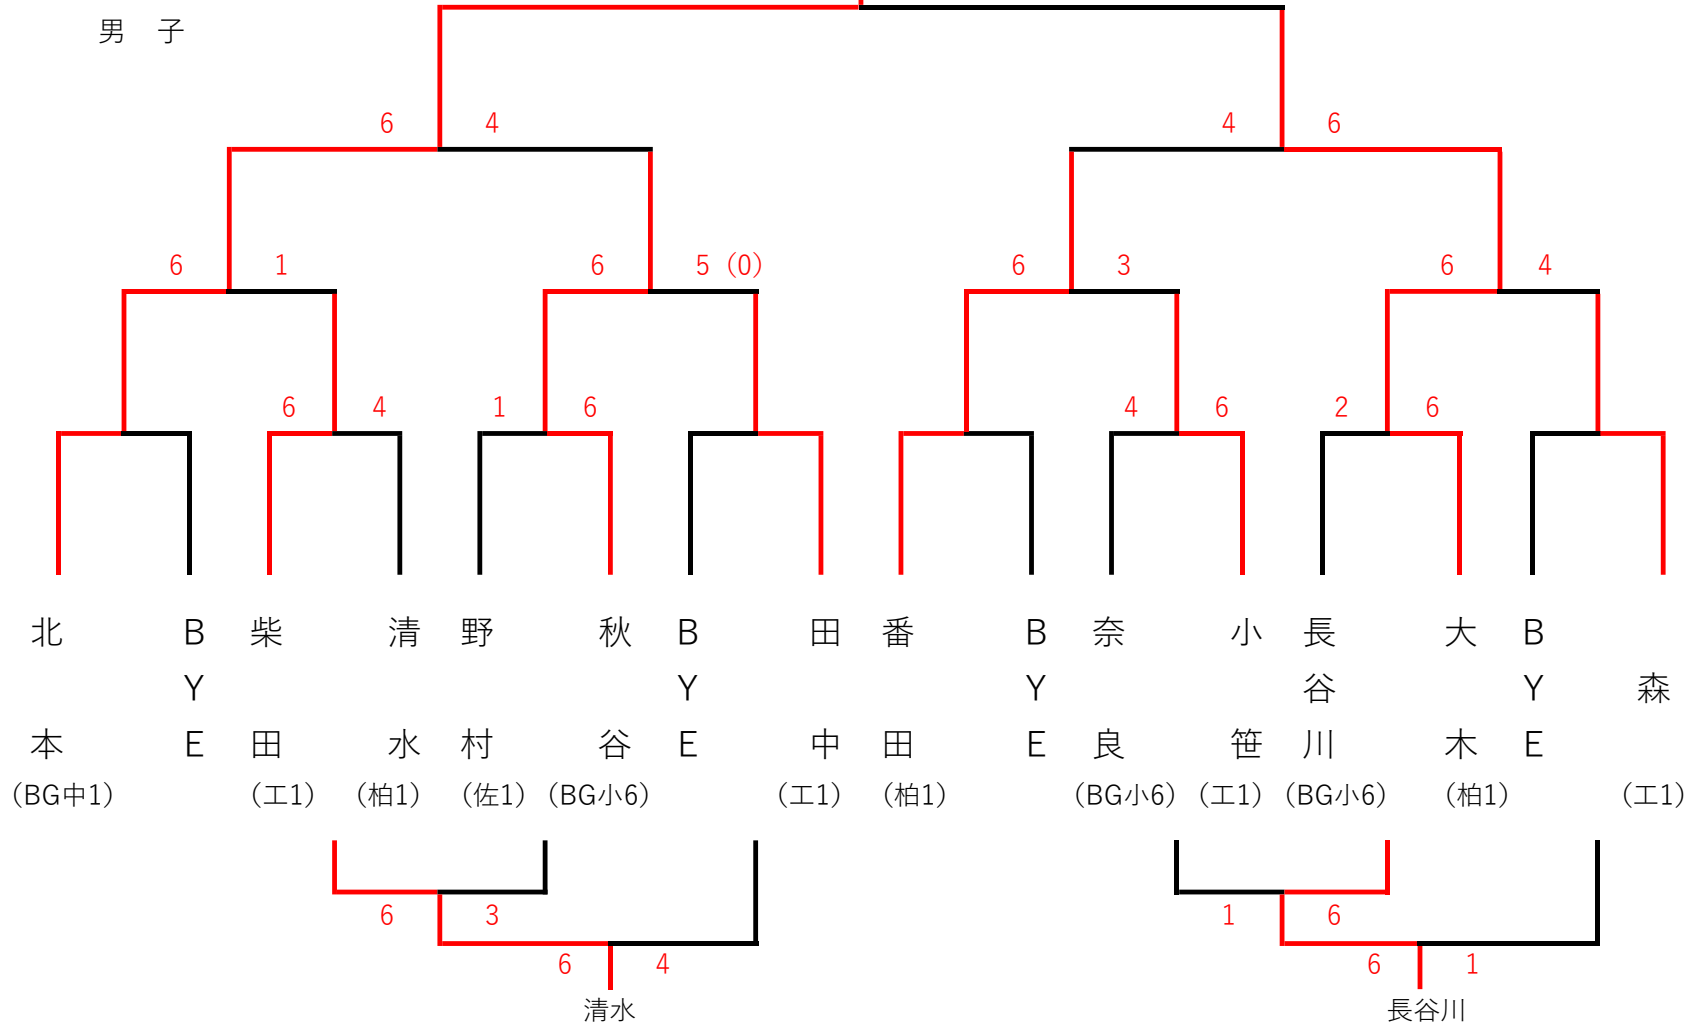 男 子
6 4 4 6
6 1 6 5（0） 6 3 6 4
6 4 1 6 4 6 2 6
北本 BYE 柴田 清水 野村 秋谷 BYE 田中 番田 BYE 奈良 小笹 長谷川 大木 BYE 森
（BG中1） （工1） （柏1） （佐1） （BG小6） （工1） （柏1） （BG小6） （工1） （BG小6） （柏1） （工1）
6 3 1 6
6 4 6 1
清水 長谷川